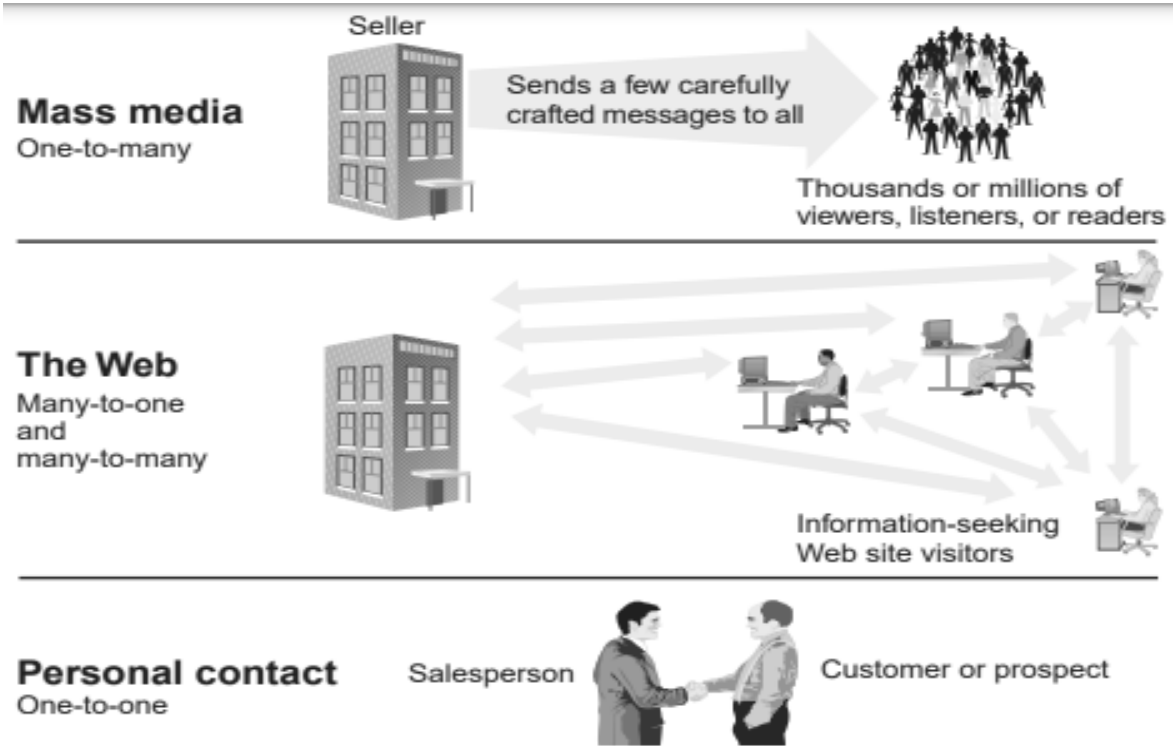 Seller
Mass media
One-to-many
Sends a few carefully
crafted messages to all
Thousands or millions of
viewers, listeners, or readers
The Web
Many-to-one
and
many-to-many
Information-seeking
Web site visitors
Personal contact
One-to-one
Salesperson
Customer or prospect